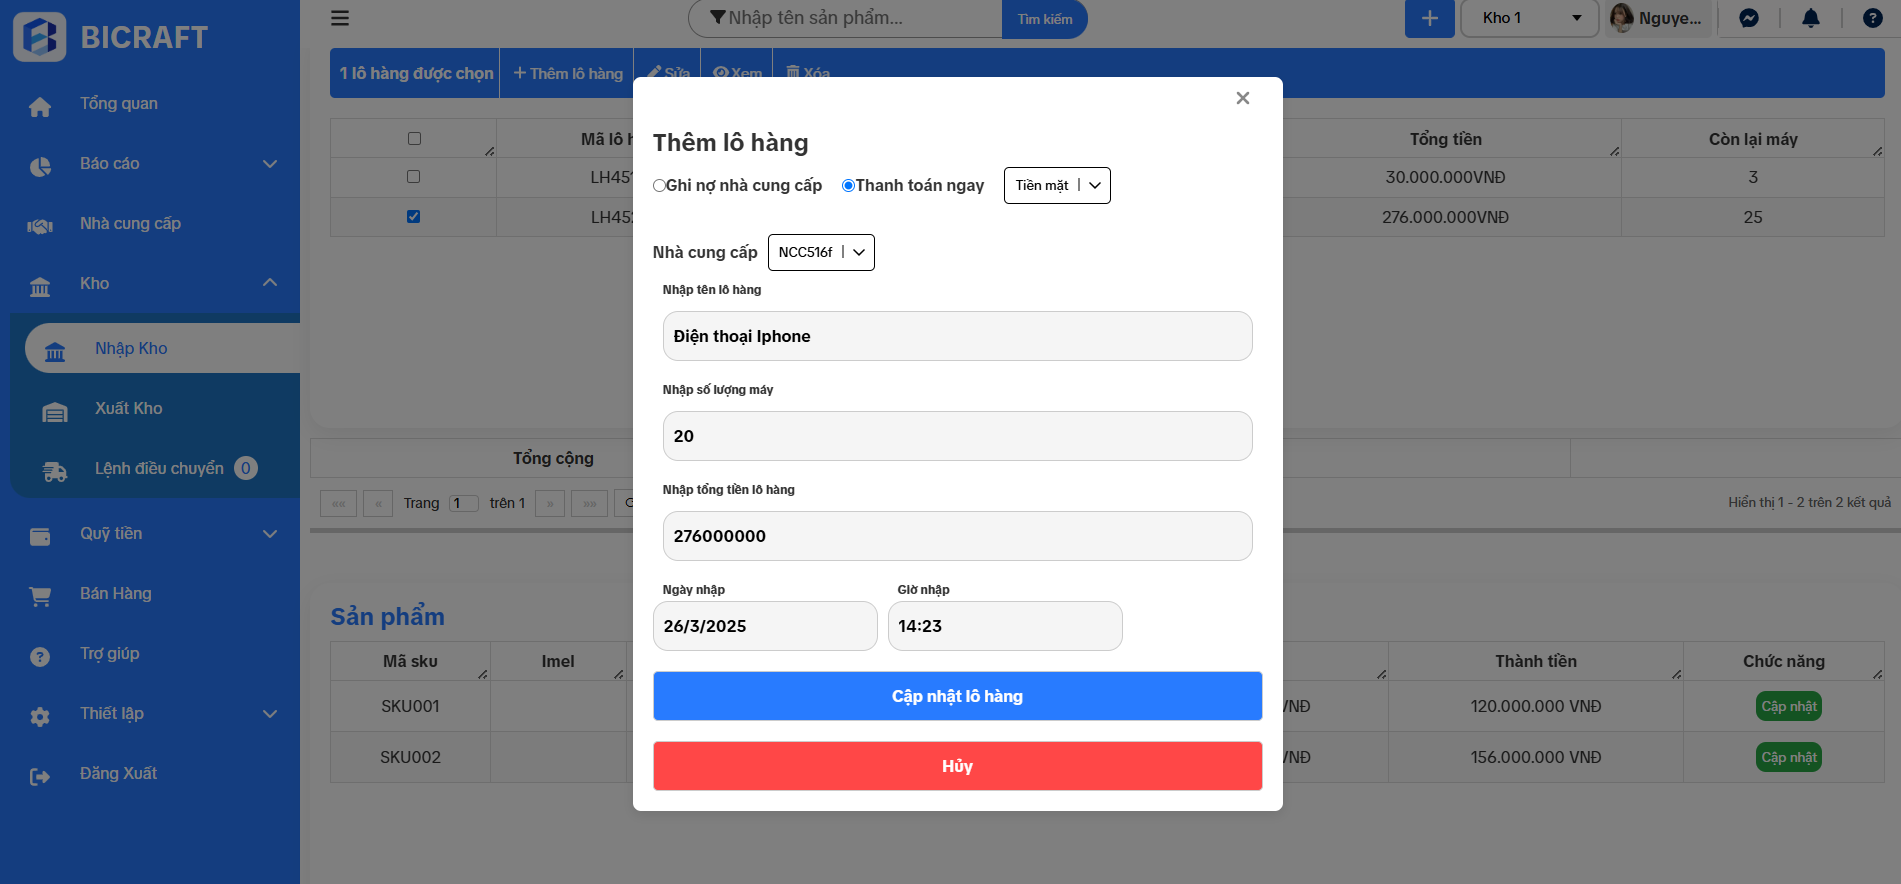 BICRAFT
Tổng quan
Báo cáo
Nhà cung cấp
Kho
Nhập Kho
Xuất Kho
Lệnh điều chuyển 0
Quỹ tiền
Bán Hàng
Trợ giúp
Thiết lập
Đăng Xuất
Nhập tên sản phẩm... Tìm kiếm
+ Kho 1 Nguye...
1 lô hàng được chọn + Thêm lô hàng Sửa Xem Xóa
Mã lô h Tổng tiền Còn lại máy
LH451 30.000.000VNĐ 3
LH452 276.000.000VNĐ 25
Tổng cộng
«« « Trang 1 trên 1 » »» G
Hiển thị 1 - 2 trên 2 kết quả
Sản phẩm
Mã sku Imel Thành tiền Chức năng
SKU001 /NĐ 120.000.000 VNĐ Cập nhật
SKU002 /NĐ 156.000.000 VNĐ Cập nhật
Thêm lô hàng
Ghi nợ nhà cung cấp Thanh toán ngay Tiền mặt
Nhà cung cấp NCC516f
Nhập tên lô hàng
Điện thoại Iphone
Nhập số lượng máy
20
Nhập tổng tiền lô hàng
276000000
Ngày nhập Giờ nhập
26/3/2025 14:23
Cập nhật lô hàng
Hủy